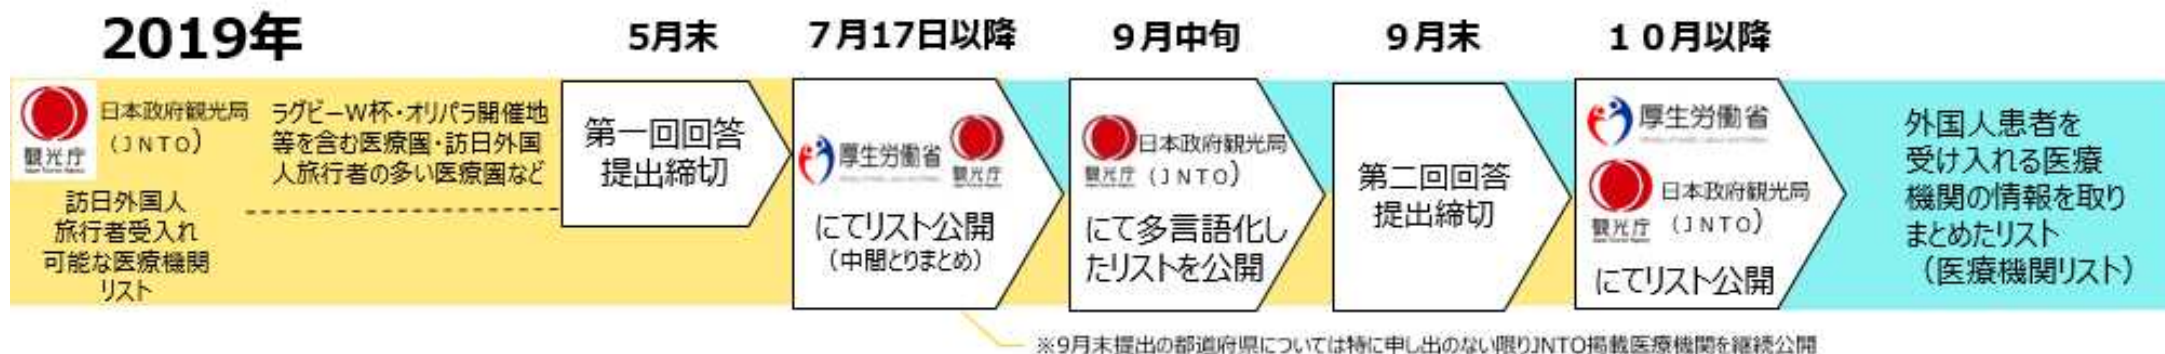 2019年
5月末
7月17日以降
9月中旬
9月末
10月以降
観光庁
日本政府観光局
(JNTO)
訪日外国人
旅行者受入れ
可能な医療機関
リスト
ラグビーW杯・オリパラ開催地
等を含む医療圏・訪日外国
人旅行者の多い医療圏など
第一回回答
提出締切
厚生労働省
観光庁
にてリスト公開
(中間とりまとめ)
日本政府観光局
観光庁 (JNTO)
にて多言語化し
たリストを公開
第二回回答
提出締切
厚生労働省
日本政府観光局
観光庁 (JNTO)
にてリスト公開
外国人患者を
受け入れる医療
機関の情報を取り
まとめたリスト
(医療機関リスト)
※9月末提出の都道府県については特に申し出のない限りJNTO掲載医療機関を継続公開